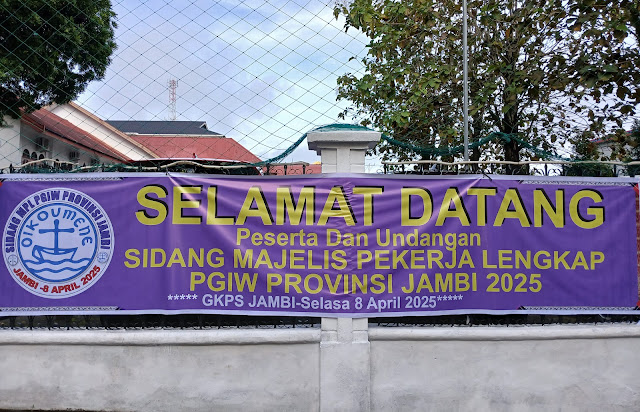 SIDANG MPL PGIW PROVINSI JAMBI
OIKOUMENE
JAMBI -8 APRIL 2025
SELAMAT DATANG
Peserta Dan Undangan
SIDANG MAJELIS PEKERJA LENGKAP
PGIW PROVINSI JAMBI 2025
***** GKPS JAMBI-Selasa 8 April 2025*****